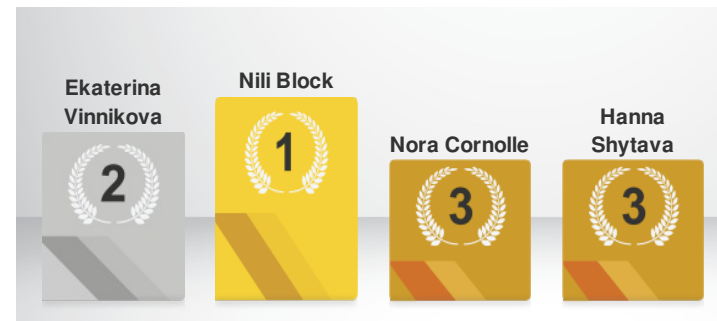 Ekaterina
Vinnikova
2
Nili Block
1
Nora Cornolle
3
Hanna
Shytava
3